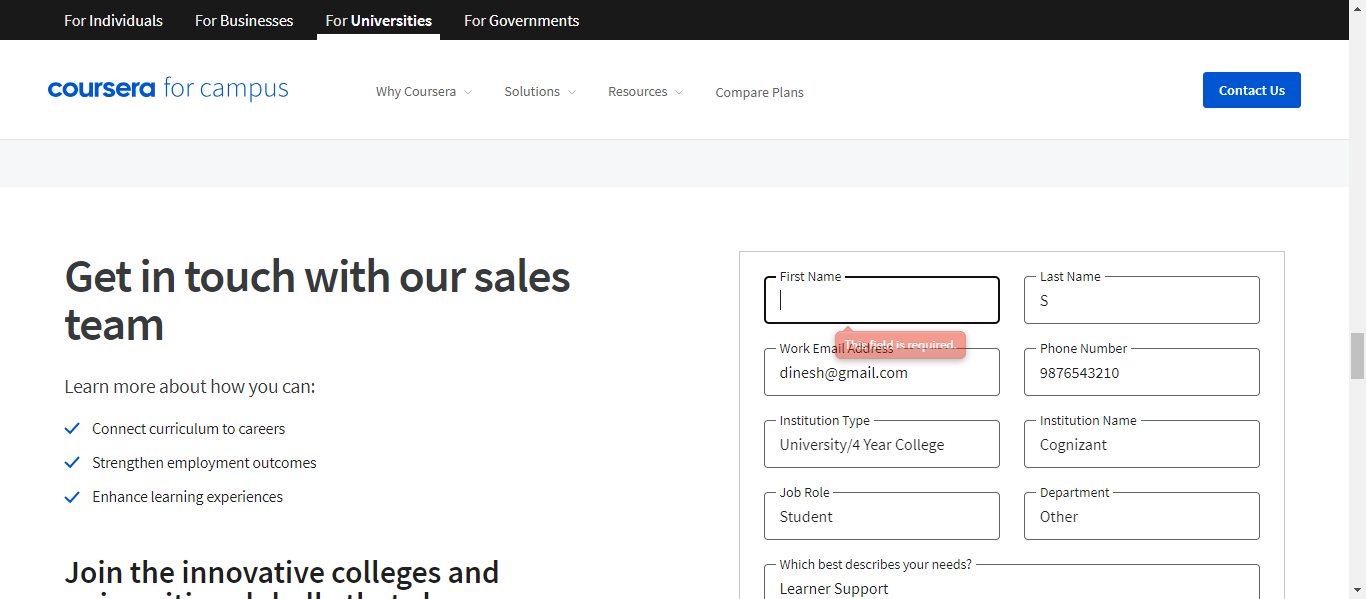 For Individuals For Businesses For Universities For Governments
coursera for campus Why Coursera Solutions Resources Compare Plans Contact Us
Get in touch with our sales
team
Learn more about how you can:
Connect curriculum to careers
Strengthen employment outcomes
Enhance learning experiences
Join the innovative colleges and
First Name Last Name
S
This field is required.
Work Email Address Phone Number
dinesh@gmail.com 9876543210
Institution Type Institution Name
University/4 Year College Cognizant
Job Role Department
Student Other
Which best describes your needs?
Learner Support